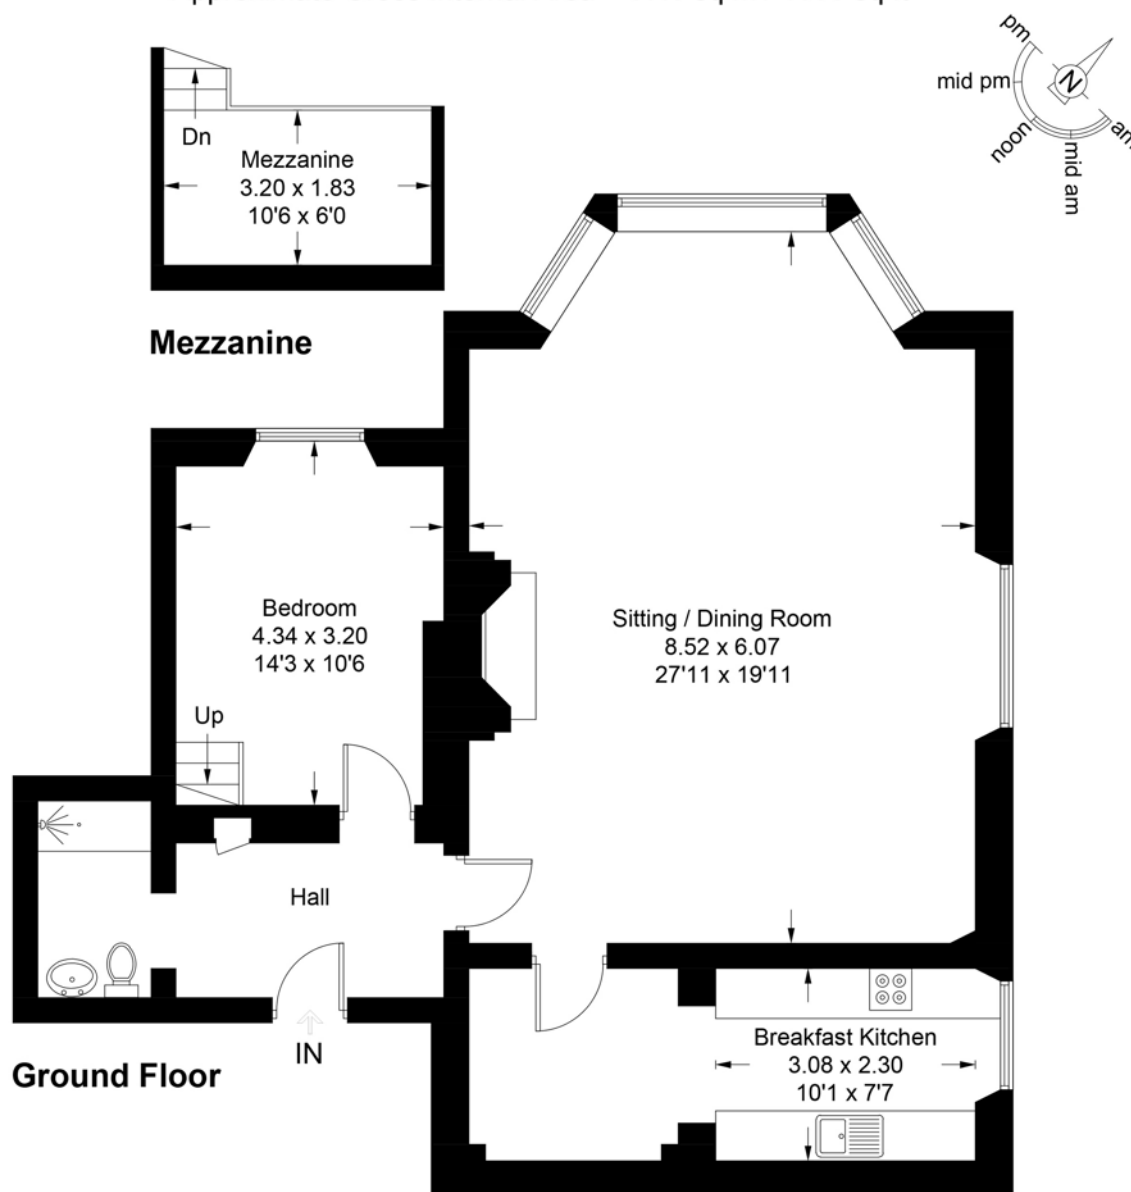 Dn
Mezzanine
3.20 x 1.83
10'6 x 6'0
pm
mid pm
noon
mid am
am
N
Mezzanine
Bedroom
4.34 x 3.20
14'3 x 10'6
Up
Sitting / Dining Room
8.52 x 6.07
27'11 x 19'11
Hall
IN
Breakfast Kitchen
3.08 x 2.30
10'1 x 7'7
Ground Floor